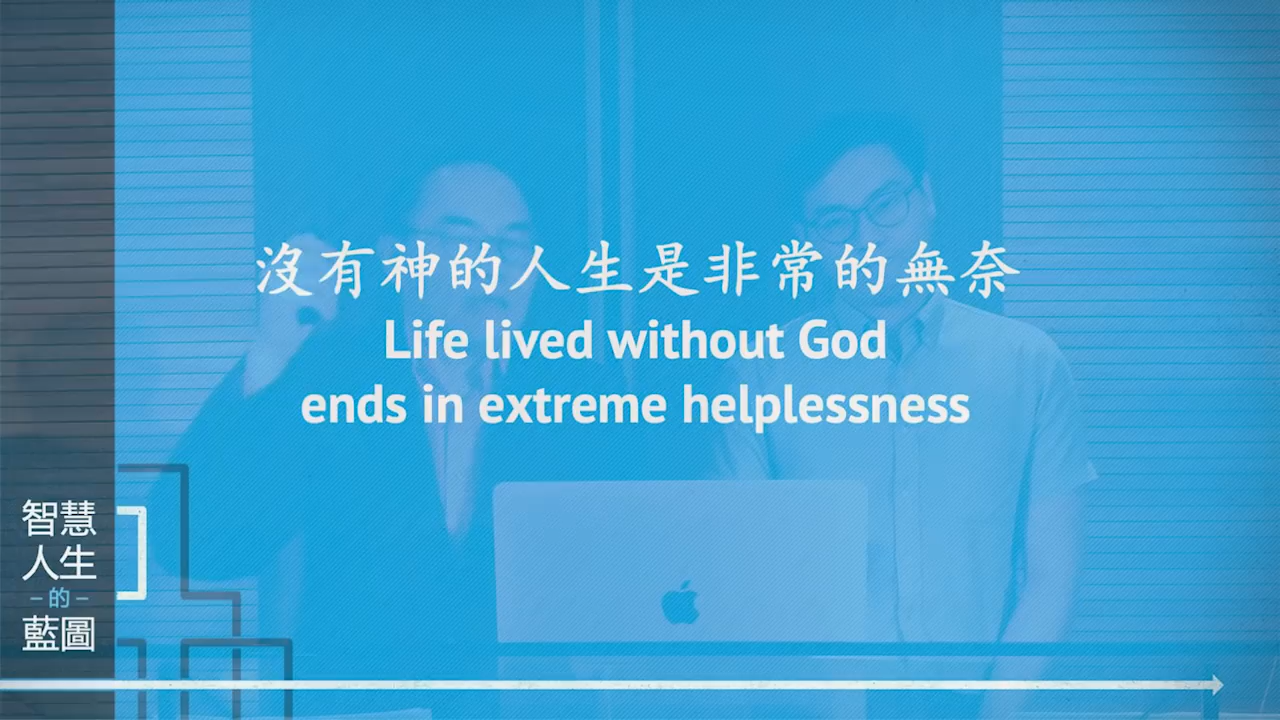 沒有神的人生是非常的無奈
Life lived without God
ends in extreme helplessness
智慧
人生
– 的 –
藍圖